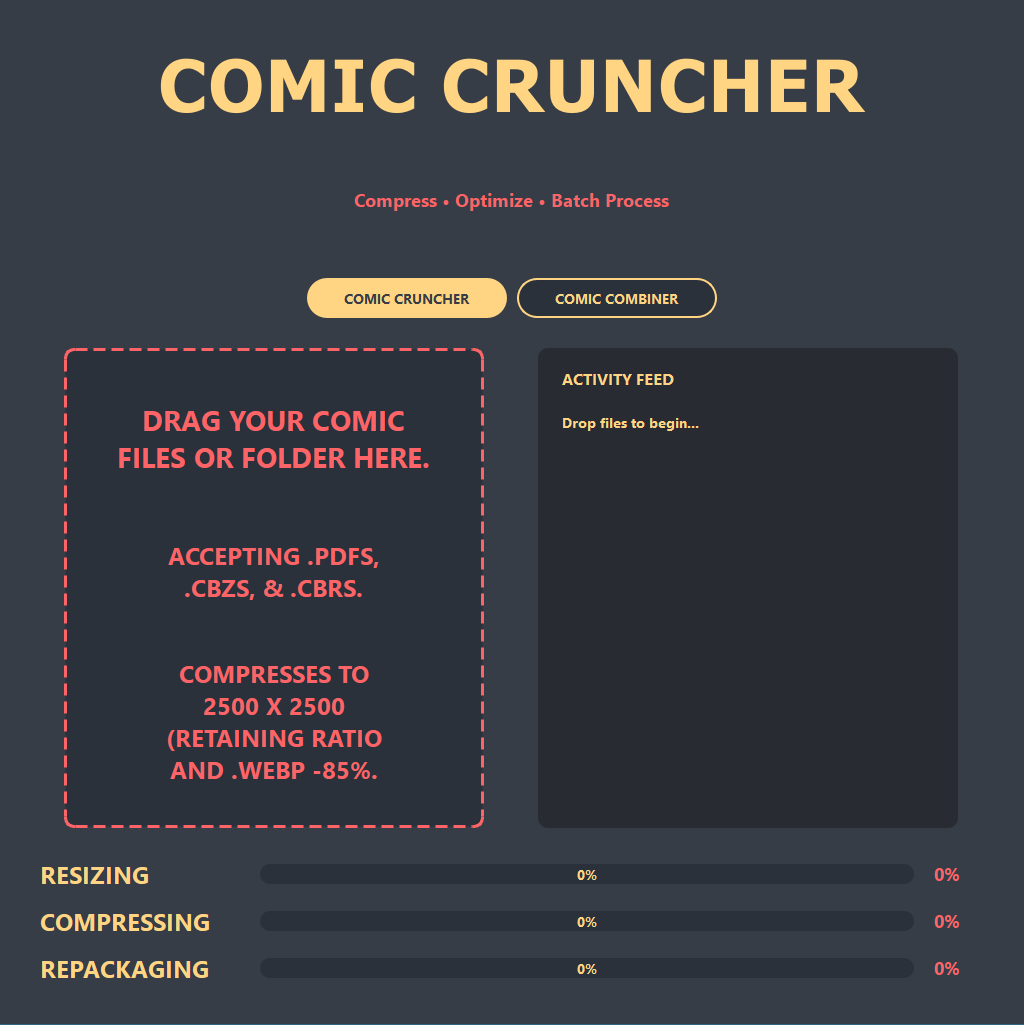 COMIC CRUNCHER
Compress • Optimize • Batch Process
COMIC CRUNCHER
COMIC COMBINER
DRAG YOUR COMIC
FILES OR FOLDER HERE.
ACCEPTING .PDFS,
.CBZS, & .CBRS.
COMPRESSES TO
2500 X 2500
(RETAINING RATIO
AND .WEBP -85%.
ACTIVITY FEED
Drop files to begin...
RESIZING
0%
0%
COMPRESSING
0%
0%
REPACKAGING
0%
0%